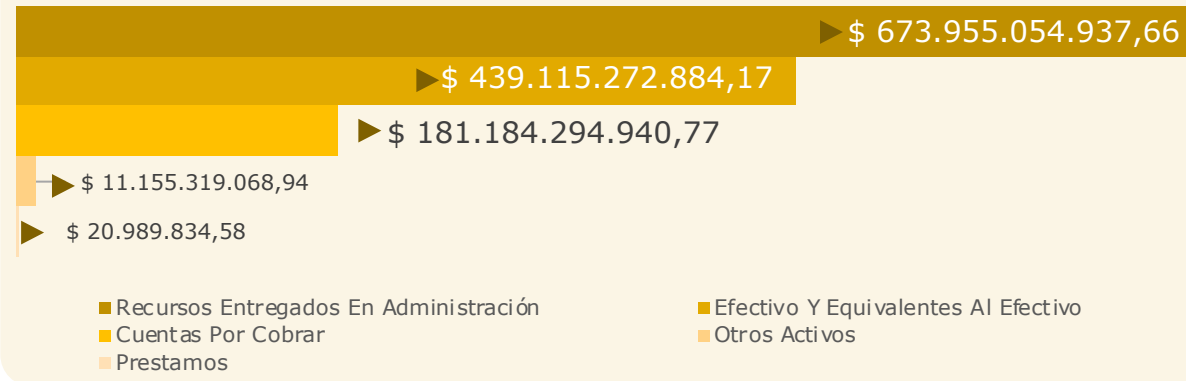 $ 673.955.054.937,66
$ 439.115.272.884,17
$ 181.184.294.940,77
$ 11.155.319.068,94
$ 20.989.834,58
Recursos Entregados En Administración
Efectivo Y Equivalentes Al Efectivo
Cuentas Por Cobrar
Otros Activos
Prestamos